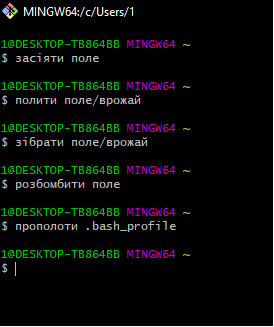 MINGW64:/c/Users/1
1@DESKTOP-TB864BB MINGW64 ~
$ засіяти поле
1@DESKTOP-TB864BB MINGW64 ~
$ полити поле/врожай
1@DESKTOP-TB864BB MINGW64 ~
$ зібрати поле/врожай
1@DESKTOP-TB864BB MINGW64 ~
$ розбомбити поле
1@DESKTOP-TB864BB MINGW64 ~
$ прополоти .bash_profile
1@DESKTOP-TB864BB MINGW64 ~
$